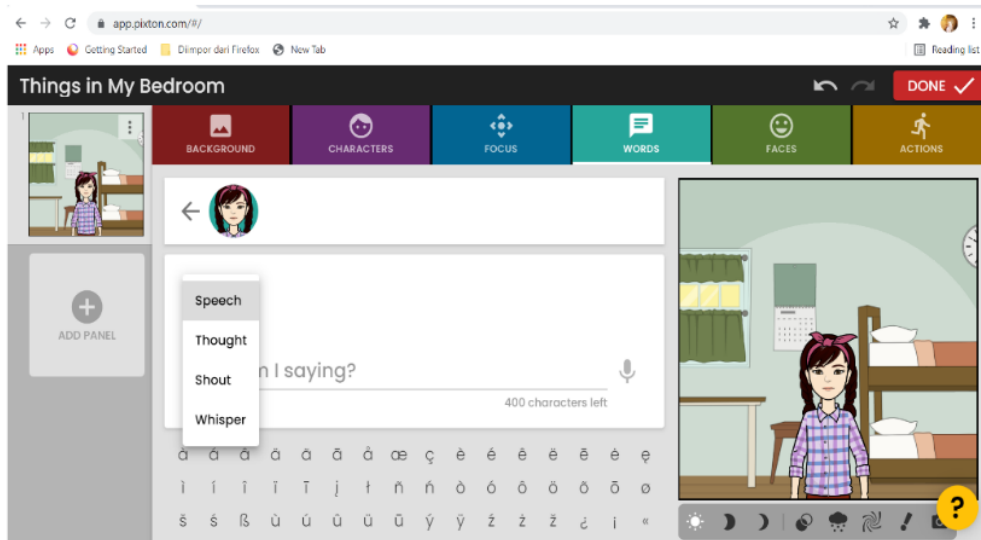 app.pixton.com/#/
Apps Getting Started Diimpor dari Firefox New Tab Reading list
Things in My Bedroom DONE
1
BACKGROUND CHARACTERS FOCUS WORDS FACES ACTIONS
ADD PANEL
Speech
Thought
Shout
Whisper
m I saying?
400 characters left
à á â ä ã å æ ç è é ê ë ē ė ę
ì í î ï ī į ł ñ ń ò ó ô ö õ ō ø
š ś ß ù ú û ü ū ý ÿ ž ź ż ¿ ¡ «
?